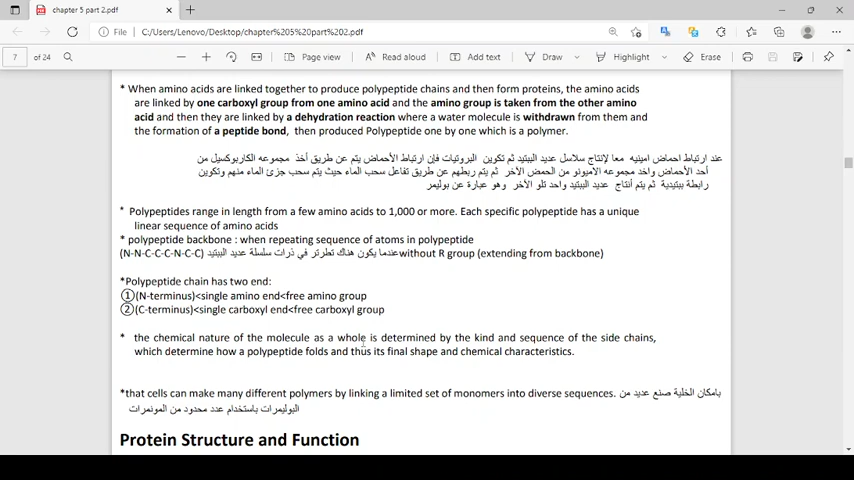 chapter 5 part 2.pdf
File
C:/Users/Lenovo/Desktop/chapter%205%20part%202.pdf
7 of 24
Page view
Read aloud
Add text
Draw
Highlight
Erase
* When amino acids are linked together to produce polypeptide chains and then form proteins, the amino acids
are linked by one carboxyl group from one amino acid and the amino group is taken from the other amino
acid and then they are linked by a dehydration reaction where a water molecule is withdrawn from them and
the formation of a peptide bond, then produced Polypeptide one by one which is a polymer.
عند ارتباط احماض امينيه معا لإنتاج سلاسل عديد الببتيد ثم تكوين البروتيات فإن ارتباط الأحماض يتم عن طريق أخذ مجموعه الكاربوكسيل من
أحد الأحماض واخد مجموعه الاميونو من الحمض الآخر ثم يتم ربطهم عن طريق تفاعل سحب الماء حيث يتم سحب جزئ الماء منهم وتكوين
رابطة ببتيدية ثم يتم أنتاج عديد الببتيد واحد تلو الآخر وهو عبارة عن بوليمر
* Polypeptides range in length from a few amino acids to 1,000 or more. Each specific polypeptide has a unique
linear sequence of amino acids
* polypeptide backbone : when repeating sequence of atoms in polypeptide
(N-N-C-C-C-N-C-C) عندما يكون هناك تطرتر في ذرات سلسلة عديد الببتيد without R group (extending from backbone)
*Polypeptide chain has two end:
①(N-terminus)<single amino end<free amino group
②(C-terminus)<single carboxyl end<free carboxyl group
* the chemical nature of the molecule as a whole is determined by the kind and sequence of the side chains,
which determine how a polypeptide folds and thus its final shape and chemical characteristics.
*that cells can make many different polymers by linking a limited set of monomers into diverse sequences. بامكان الخلية صنع عديد من
البوليمرات باستخدام عدد محدود من المونمرات
Protein Structure and Function